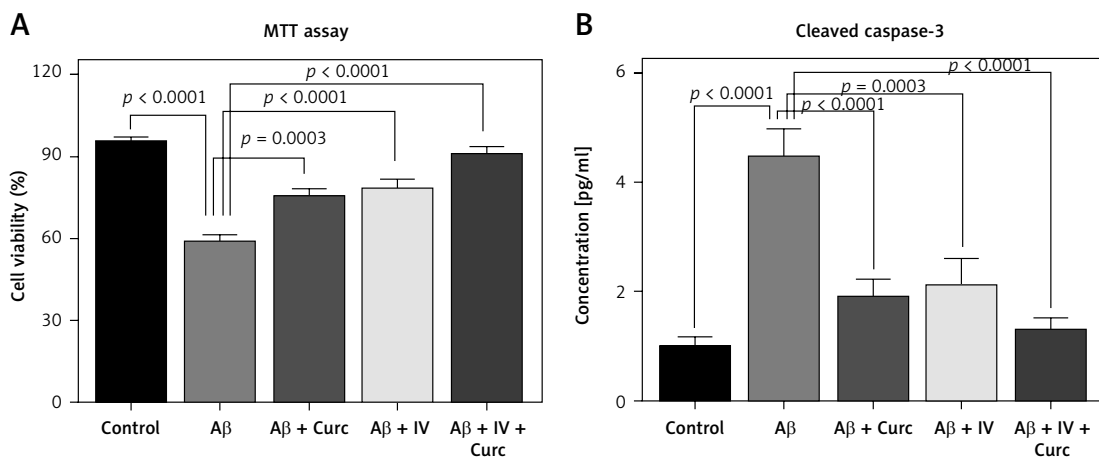 A
MTT assay
Cell viability (%)
120
90
60
30
0
p < 0.0001
p < 0.0001
p < 0.0001
p = 0.0003
Control
Aβ
Aβ + Curc
Aβ + IV
Aβ + IV +
Curc
B
Cleaved caspase-3
Concentration [pg/ml]
6
4
2
0
p < 0.0001
p = 0.0003
p < 0.0001
p < 0.0001
Control
Aβ
Aβ + Curc
Aβ + IV
Aβ + IV +
Curc